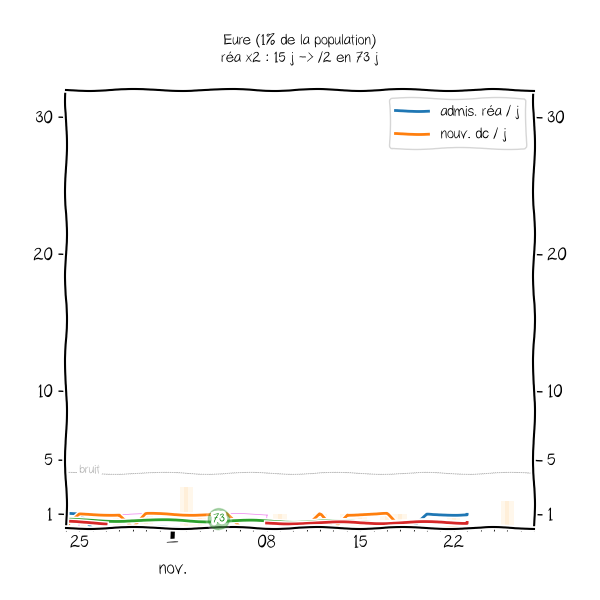 Eure (1% de la population)
réa x2 : 15 j -> /2 en 73 j
admis. réa / j
nouv. dc / j
30 30
20 20
10 10
5 5
bruit
1 73 1
25 1 08 15 22
nov.